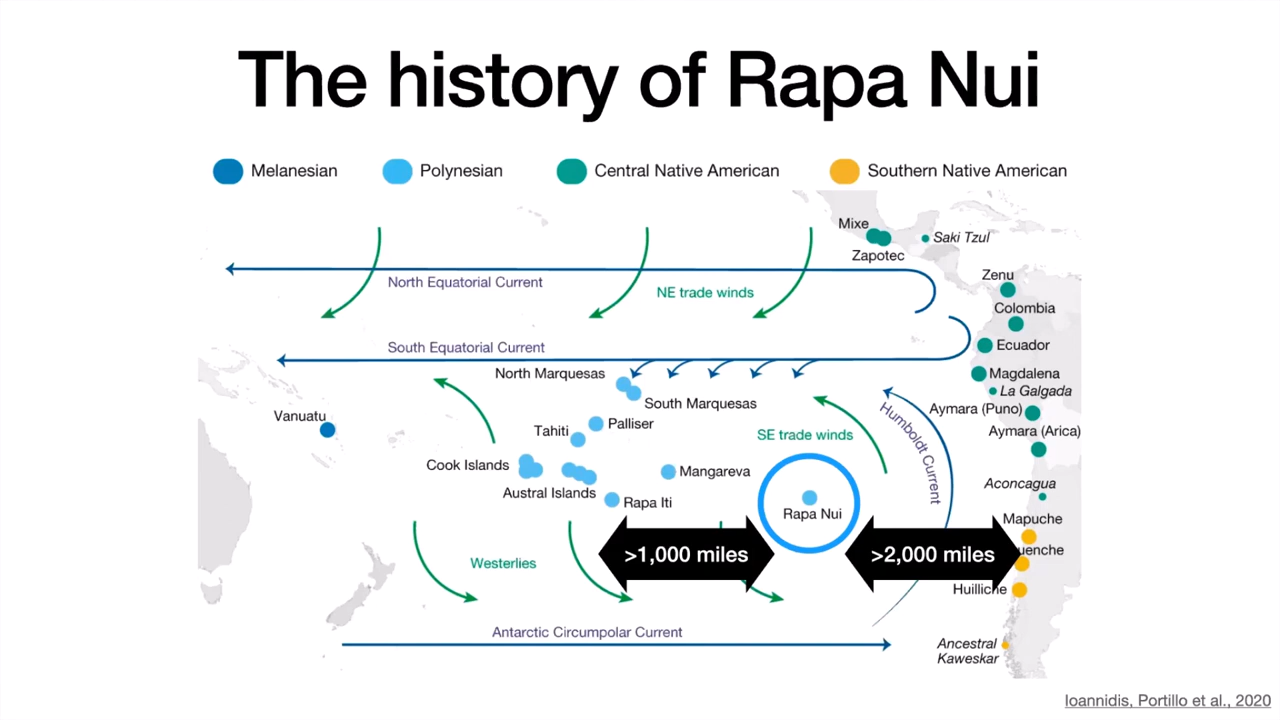 The history of Rapa Nui
Melanesian
Polynesian
Central Native American
Southern Native American
Mixe
Saki Tzul
Zapotec
Zenu
North Equatorial Current
NE trade winds
Colombia
South Equatorial Current
Ecuador
North Marquesas
Magdalena
La Galgada
South Marquesas
Aymara (Puno)
Vanuatu
Palliser
Tahiti
SE trade winds
Humboldt Current
Aymara (Arica)
Cook Islands
Mangareva
Aconcagua
Austral Islands
Rapa Iti
Rapa Nui
Mapuche
>1,000 miles
>2,000 miles
uenche
Westerlies
Huilliche
Antarctic Circumpolar Current
Ancestral
Kaweskar
Ioannidis, Portillo et al., 2020